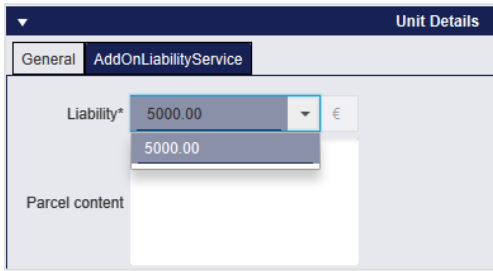 Unit Details
General AddOnLiabilityService
Liability* 5000.00 €
5000.00
Parcel content